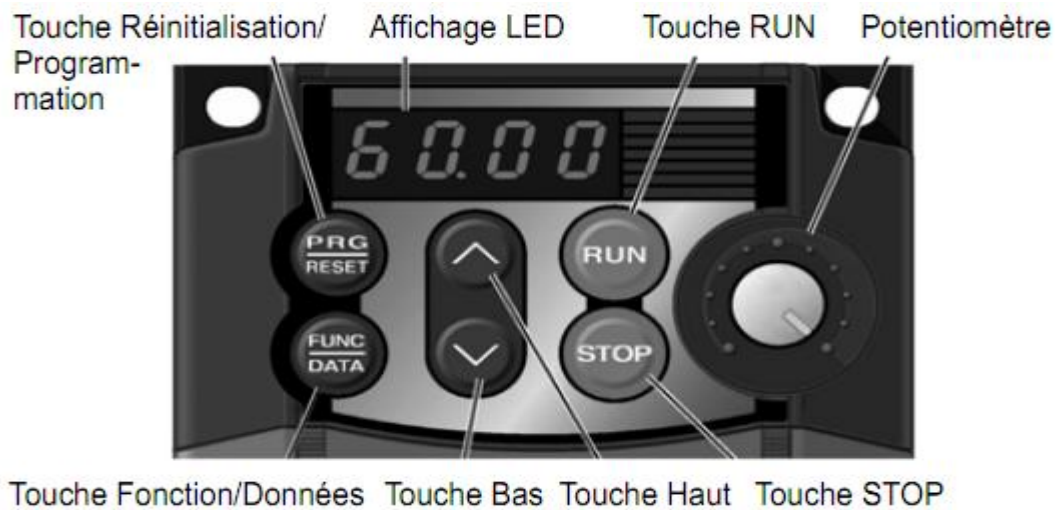 Touche Réinitialisation/
Program-
mation
Affichage LED
Touche RUN
Potentiomètre
60.00
PRG
RESET
RUN
FUNC
DATA
STOP
Touche Fonction/Données
Touche Bas
Touche Haut
Touche STOP